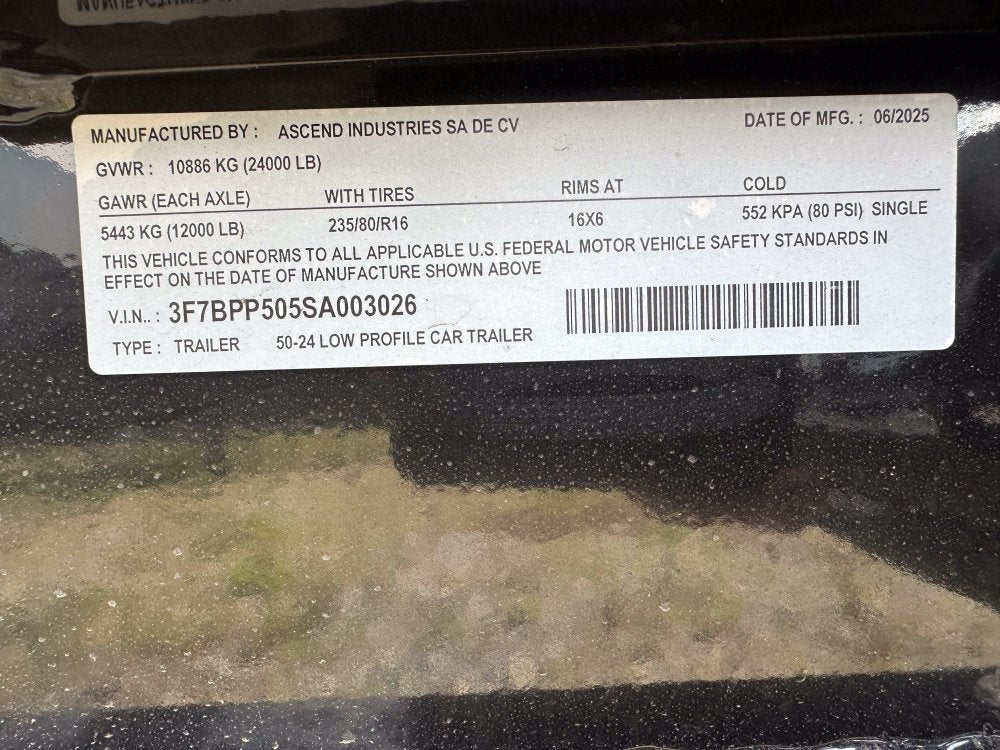 MANUFACTURED BY : ASCEND INDUSTRIES SA DE CV DATE OF MFG. : 06/2025
GVWR : 10886 KG (24000 LB)
GAWR (EACH AXLE) WITH TIRES RIMS AT COLD
5443 KG (12000 LB) 235/80/R16 16X6 552 KPA (80 PSI) SINGLE
THIS VEHICLE CONFORMS TO ALL APPLICABLE U.S. FEDERAL MOTOR VEHICLE SAFETY STANDARDS IN
EFFECT ON THE DATE OF MANUFACTURE SHOWN ABOVE
V.I.N.. : 3F7BPP505SA003026
TYPE : TRAILER 50-24 LOW PROFILE CAR TRAILER